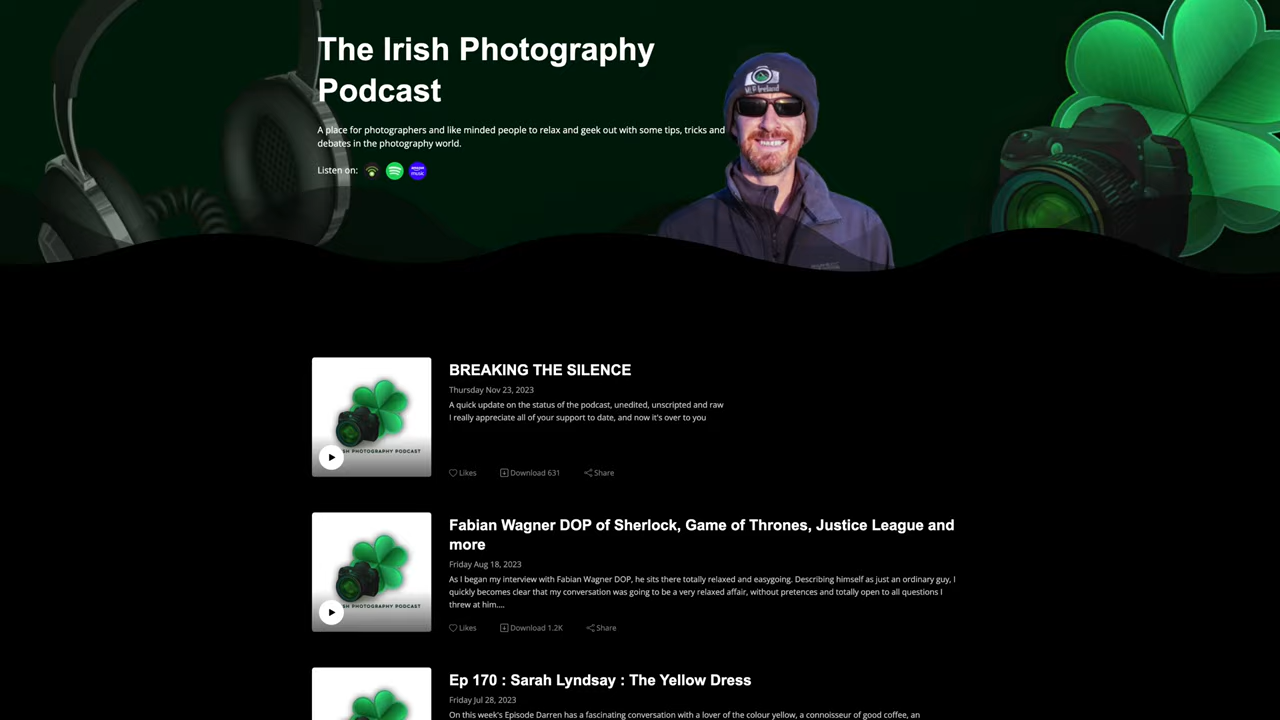 The Irish Photography
Podcast
A place for photographers and like minded people to relax and geek out with some tips, tricks and
debates in the photography world.
Listen on:
amazon
music
BREAKING THE SILENCE
Thursday Nov 23, 2023
A quick update on the status of the podcast, unedited, unscripted and raw
I really appreciate all of your support to date, and now it's over to you
ISH PHOTOGRAPHY PODCAST
Likes Download 631 Share
Fabian Wagner DOP of Sherlock, Game of Thrones, Justice League and
more
Friday Aug 18, 2023
As I began my interview with Fabian Wagner DOP, he sits there totally relaxed and easygoing. Describing himself as just an ordinary guy, I
quickly becomes clear that my conversation was going to be a very relaxed affair, without pretences and totally open to all questions I
threw at him....
ISH PHOTOGRAPHY PODCAST
Likes Download 1.2K Share
Ep 170 : Sarah Lyndsay : The Yellow Dress
Friday Jul 28, 2023
On this week's Episode Darren has a fascinating conversation with a lover of the colour yellow, a connoisseur of good coffee, an